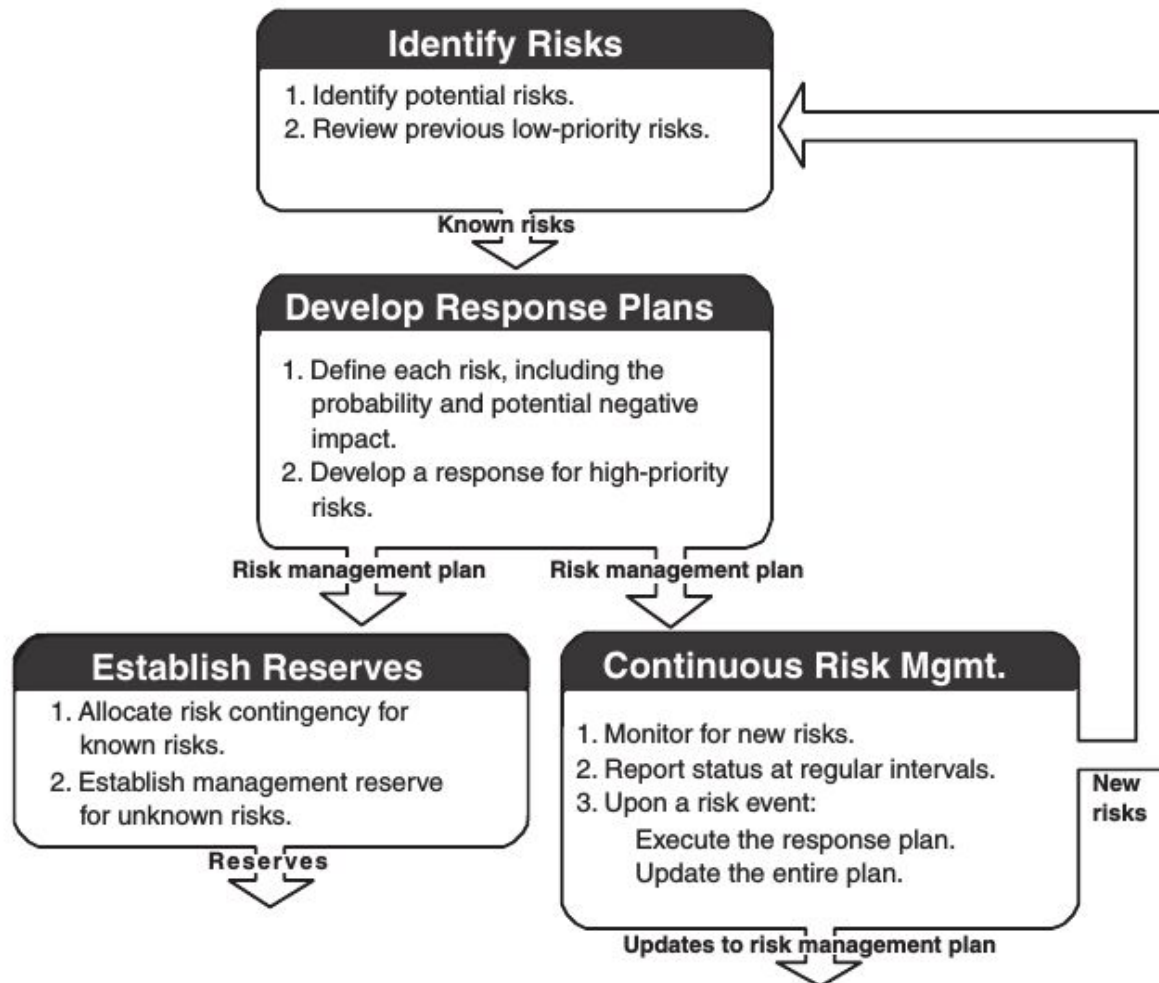 Identify Risks
1. Identify potential risks.
2. Review previous low-priority risks.
Known risks
Develop Response Plans
1. Define each risk, including the
probability and potential negative
impact.
2. Develop a response for high-priority
risks.
Risk management plan
Risk management plan
Establish Reserves
1. Allocate risk contingency for
known risks.
2. Establish management reserve
for unknown risks.
Reserves
Continuous Risk Mgmt.
1. Monitor for new risks.
2. Report status at regular intervals.
3. Upon a risk event:
Execute the response plan.
Update the entire plan.
New
risks
Updates to risk management plan